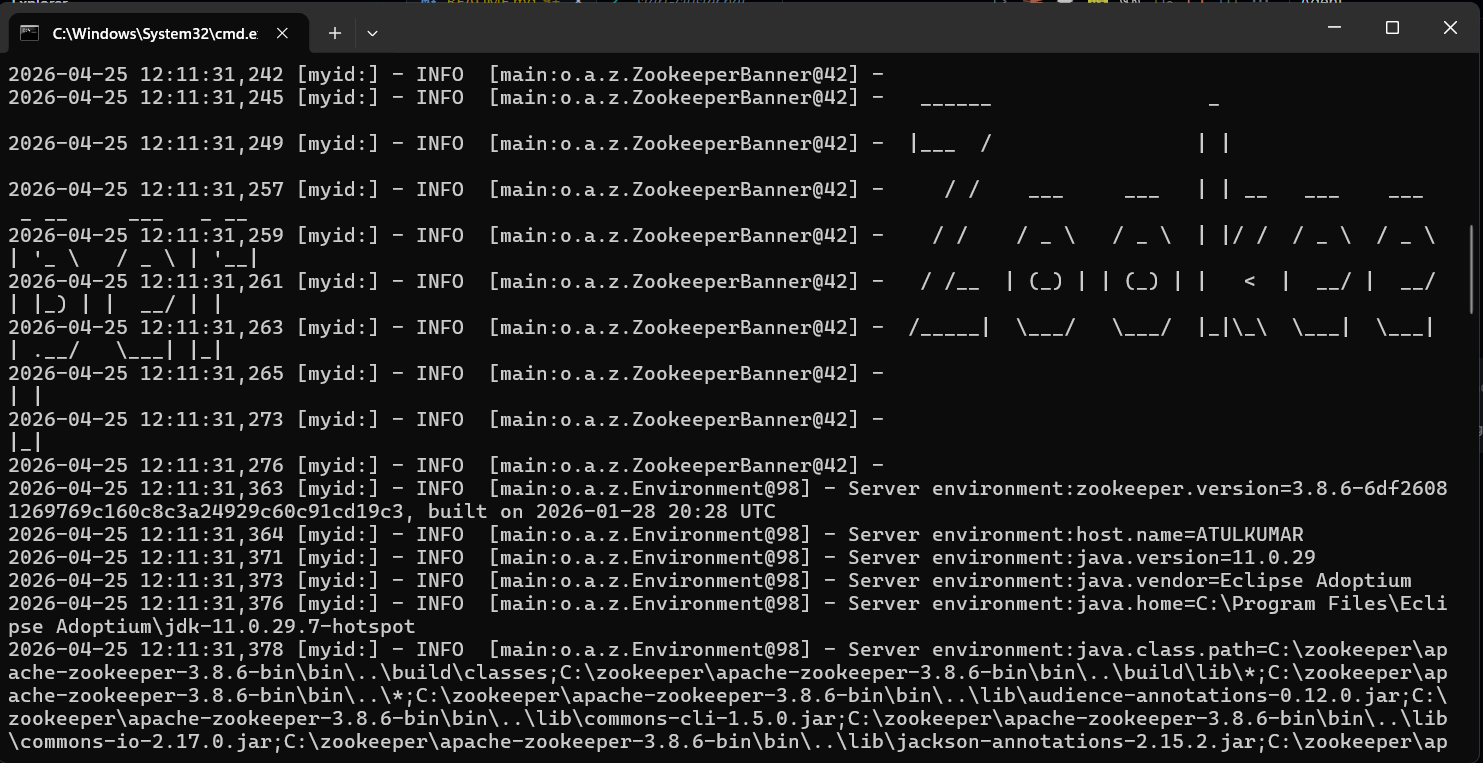 C:\Windows\System32\cmd.e
2026-04-25 12:11:31,242 [myid:] - INFO  [main:o.a.z.ZookeeperBanner@42] -
2026-04-25 12:11:31,245 [myid:] - INFO  [main:o.a.z.ZookeeperBanner@42] -   ______                  _
2026-04-25 12:11:31,249 [myid:] - INFO  [main:o.a.z.ZookeeperBanner@42] -  |___  /                 | |
2026-04-25 12:11:31,257 [myid:] - INFO  [main:o.a.z.ZookeeperBanner@42] -     / /    ___     ___   | | __   ___    ___
 _ __      ___   _ __
2026-04-25 12:11:31,259 [myid:] - INFO  [main:o.a.z.ZookeeperBanner@42] -    / /    / _ \   / _ \  | |/ /  / _ \  / _ \
| '_ \   / _ \ | '__|
2026-04-25 12:11:31,261 [myid:] - INFO  [main:o.a.z.ZookeeperBanner@42] -   / /__  | (_) | | (_) | |   <  |  __/ |  __/
| |_) | |  __/ | |
2026-04-25 12:11:31,263 [myid:] - INFO  [main:o.a.z.ZookeeperBanner@42] -  /_____|  \___/   \___/  |_|\_\  \___|  \___|
| .__/   \___| |_|
2026-04-25 12:11:31,265 [myid:] - INFO  [main:o.a.z.ZookeeperBanner@42] -
| |
2026-04-25 12:11:31,273 [myid:] - INFO  [main:o.a.z.ZookeeperBanner@42] -
|_|
2026-04-25 12:11:31,276 [myid:] - INFO  [main:o.a.z.ZookeeperBanner@42] -
2026-04-25 12:11:31,363 [myid:] - INFO  [main:o.a.z.Environment@98] - Server environment:zookeeper.version=3.8.6-6df2608
1269769c160c8c3a24929c60c91cd19c3, built on 2026-01-28 20:28 UTC
2026-04-25 12:11:31,364 [myid:] - INFO  [main:o.a.z.Environment@98] - Server environment:host.name=ATULKUMAR
2026-04-25 12:11:31,371 [myid:] - INFO  [main:o.a.z.Environment@98] - Server environment:java.version=11.0.29
2026-04-25 12:11:31,373 [myid:] - INFO  [main:o.a.z.Environment@98] - Server environment:java.vendor=Eclipse Adoptium
2026-04-25 12:11:31,376 [myid:] - INFO  [main:o.a.z.Environment@98] - Server environment:java.home=C:\Program Files\Ecli
pse Adoptium\jdk-11.0.29.7-hotspot
2026-04-25 12:11:31,378 [myid:] - INFO  [main:o.a.z.Environment@98] - Server environment:java.class.path=C:\zookeeper\ap
ache-zookeeper-3.8.6-bin\bin\..\build\classes;C:\zookeeper\apache-zookeeper-3.8.6-bin\bin\..\build\lib\*;C:\zookeeper\ap
ache-zookeeper-3.8.6-bin\bin\..\*;C:\zookeeper\apache-zookeeper-3.8.6-bin\bin\..\lib\audience-annotations-0.12.0.jar;C:\
zookeeper\apache-zookeeper-3.8.6-bin\bin\..\lib\commons-cli-1.5.0.jar;C:\zookeeper\apache-zookeeper-3.8.6-bin\bin\..\lib
\commons-io-2.17.0.jar;C:\zookeeper\apache-zookeeper-3.8.6-bin\bin\..\lib\jackson-annotations-2.15.2.jar;C:\zookeeper\ap